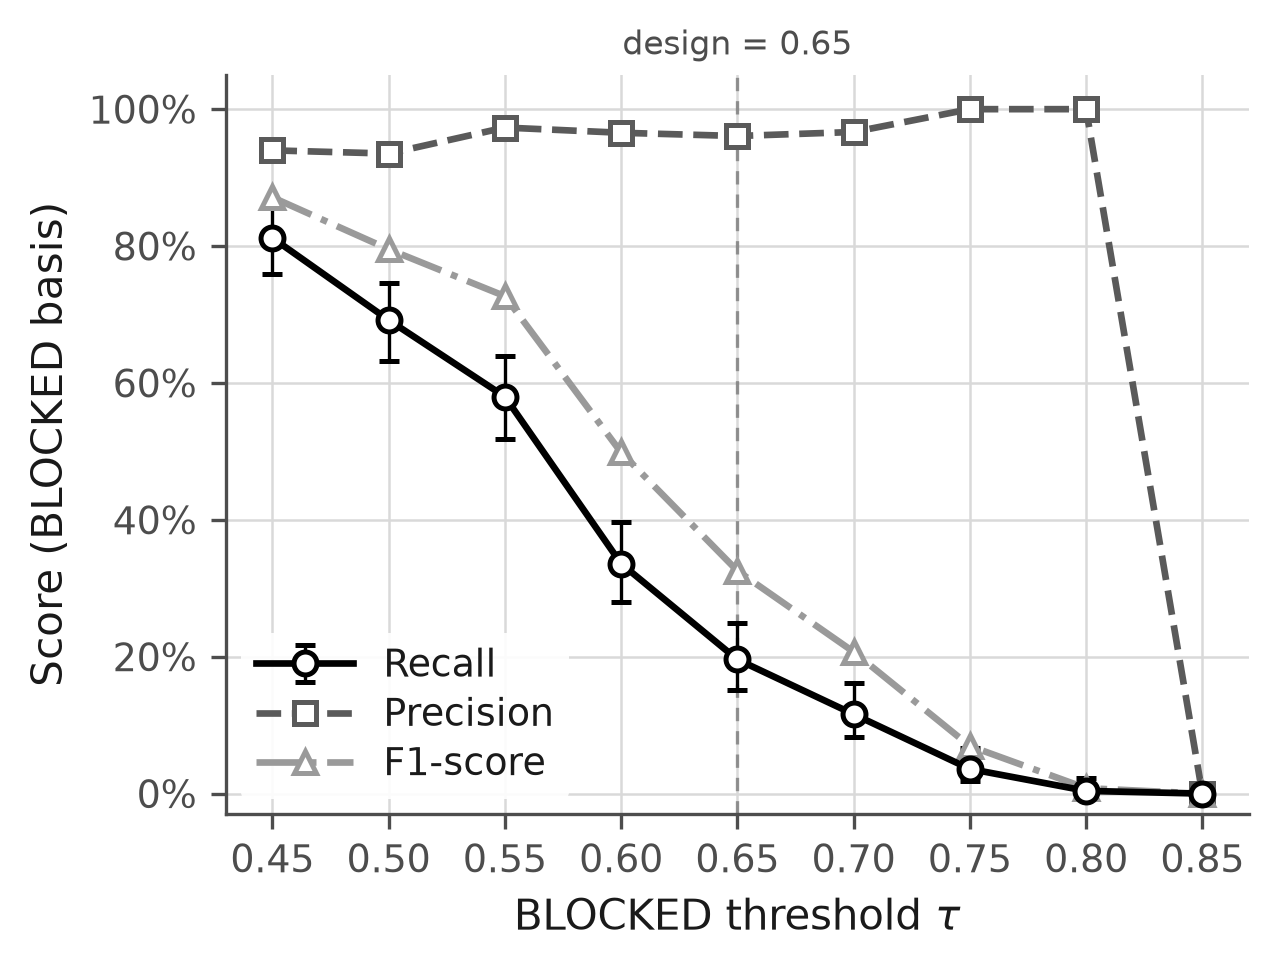 design = 0.65
100%
80%
60%
40%
20%
0%
Score (BLOCKED basis)
Recall
Precision
F1-score
0.45 0.50 0.55 0.60 0.65 0.70 0.75 0.80 0.85
BLOCKED threshold τ